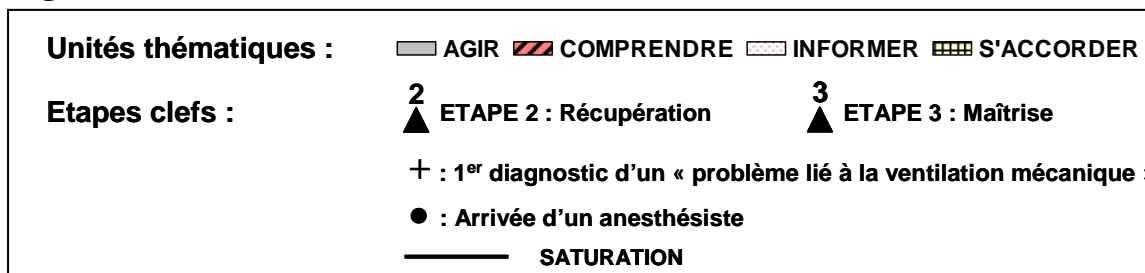 Unités thématiques : AGIR COMPRENDRE INFORMER S'ACCORDER
Etapes clefs : 2 ETAPE 2 : Récupération 3 ETAPE 3 : Maîtrise
+ : 1er diagnostic d'un « problème lié à la ventilation mécanique
● : Arrivée d'un anesthésiste
SATURATION